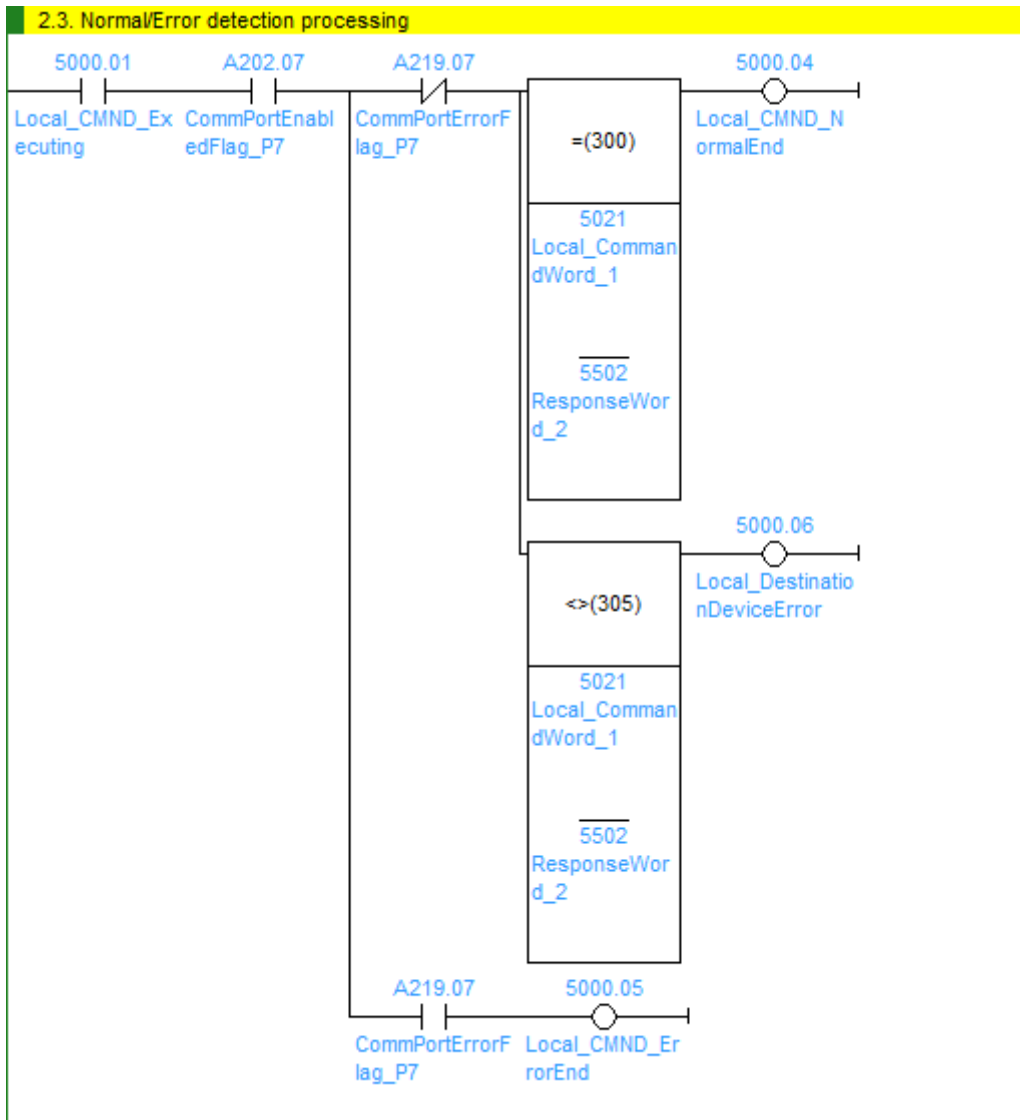 2.3. Normal/Error detection processing
5000.01 A202.07 A219.07 5000.04
Local_CMND_Ex CommPortEnabl CommPortErrorF Local_CMND_N
ecuting edFlag_P7 lag_P7 =(300) ormalEnd
5021
Local_Comman
dWord_1
5502
ResponseWor
d_2
5000.06
<>(305) Local_Destinatio
nDeviceError
5021
Local_Comman
dWord_1
5502
ResponseWor
d_2
A219.07 5000.05
CommPortErrorF Local_CMND_Er
lag_P7 rorEnd